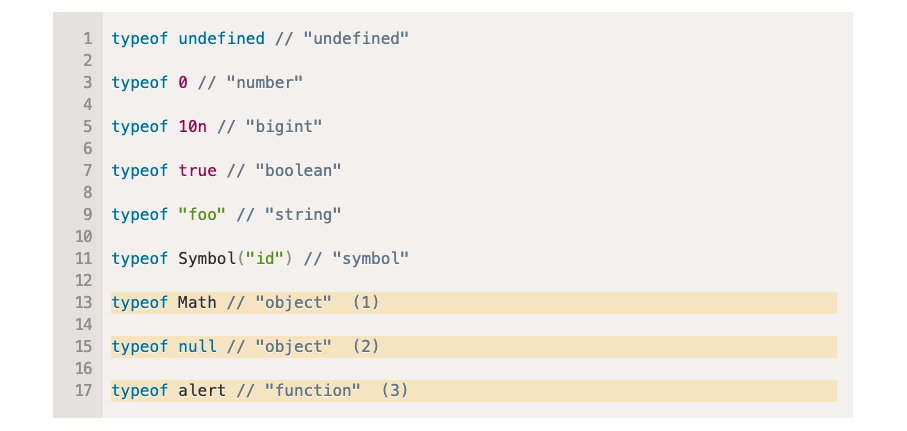 1 typeof undefined // "undefined"
2
3 typeof 0 // "number"
4
5 typeof 10n // "bigint"
6
7 typeof true // "boolean"
8
9 typeof "foo" // "string"
10
11 typeof Symbol("id") // "symbol"
12
13 typeof Math // "object"  (1)
14
15 typeof null // "object"  (2)
16
17 typeof alert // "function"  (3)